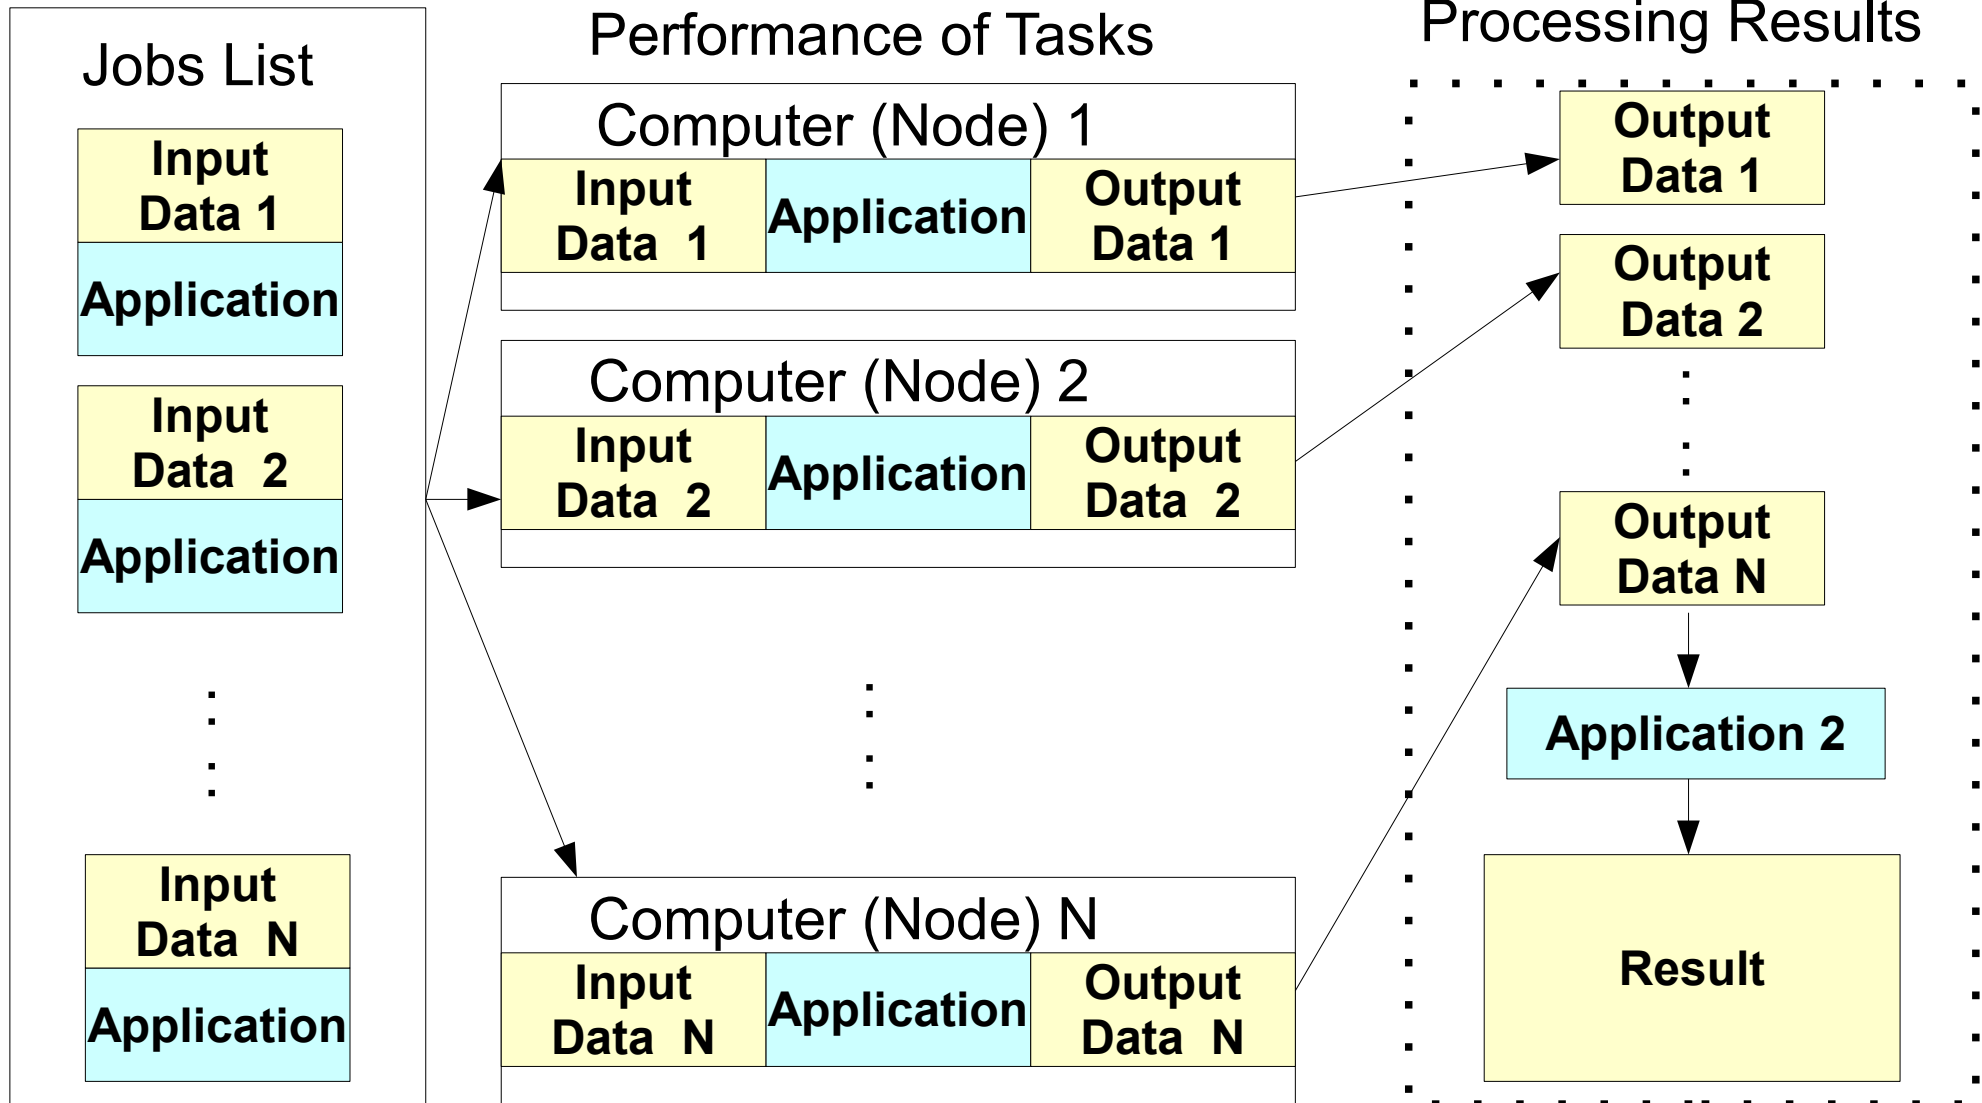 Jobs List
Input
Data 1
Application
Input
Data  2
Application
Input
Data  N
Application
Performance of Tasks
Computer (Node) 1
Input
Data  1
Application
Output
Data 1
Computer (Node) 2
Input
Data  2
Application
Output
Data  2
Computer (Node) N
Input
Data  N
Application
Output
Data  N
Processing Results
Output
Data 1
Output
Data 2
Output
Data N
Application 2
Result